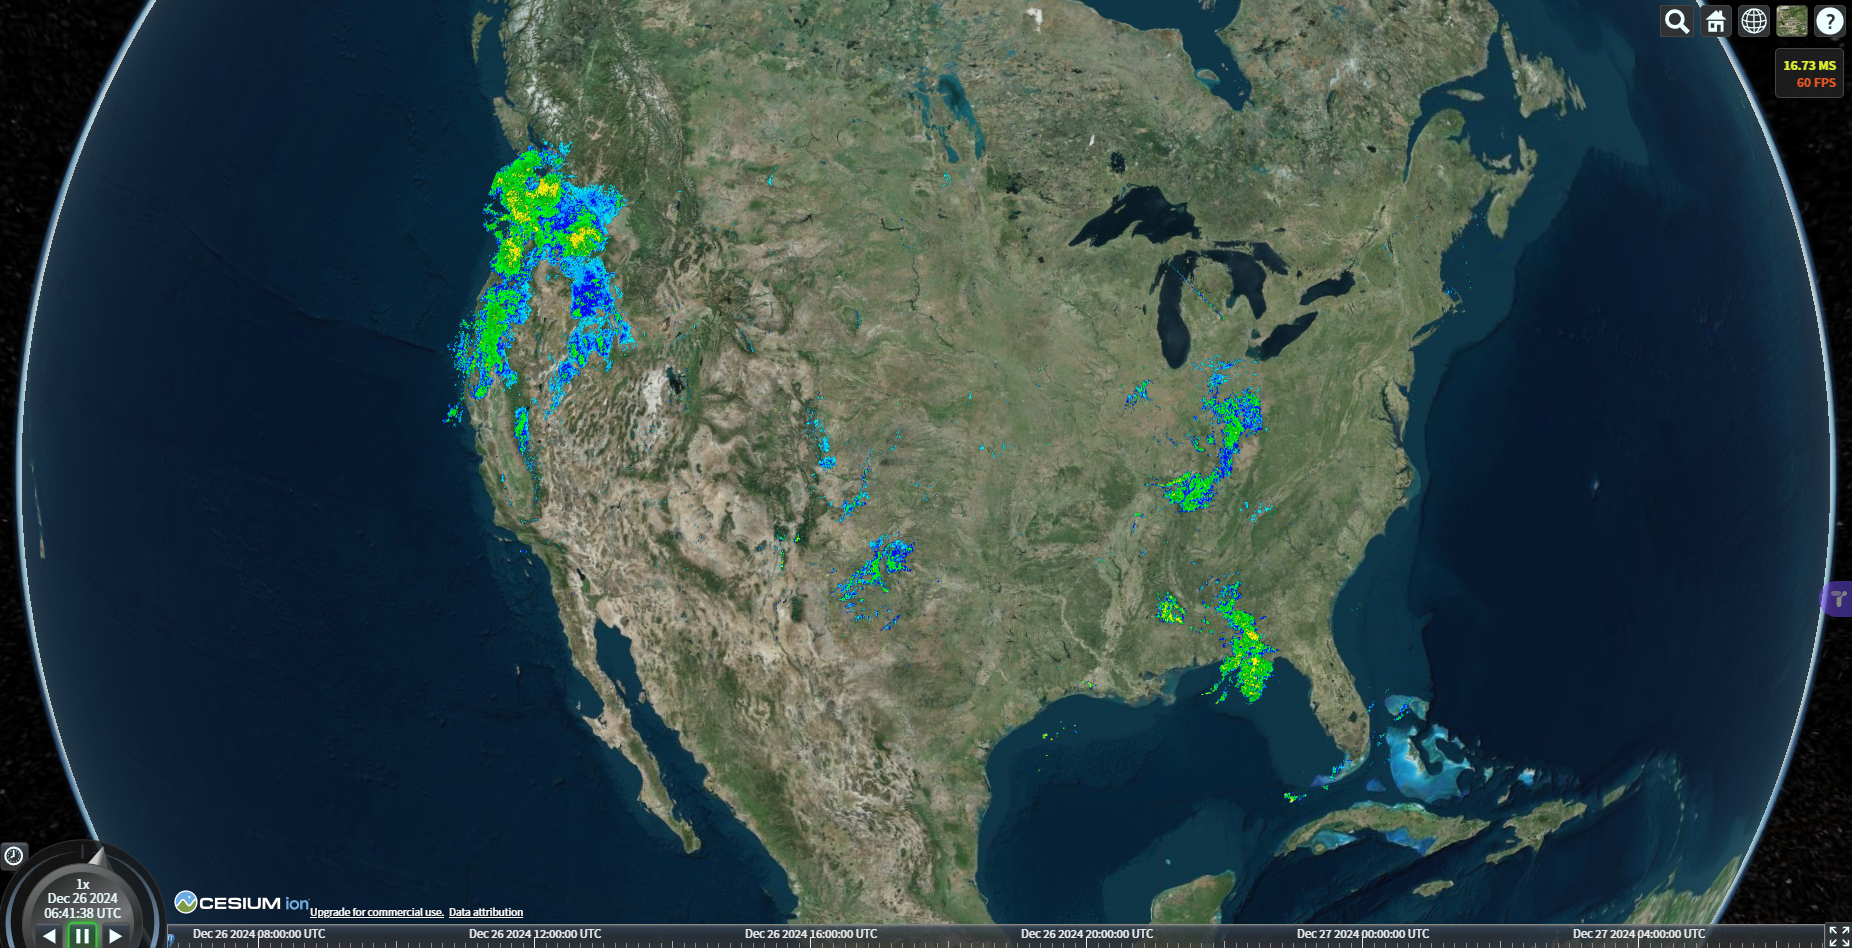 ?
16.73 MS
60 FPS
1x
Dec 26 2024
06:41:38 UTC
CESIUM ion
Upgrade for commercial use. Data attribution
Dec 26 2024 08:00:00 UTC
Dec 26 2024 12:00:00 UTC
Dec 26 2024 16:00:00 UTC
Dec 26 2024 20:00:00 UTC
Dec 27 2024 00:00:00 UTC
Dec 27 2024 04:00:00 UTC